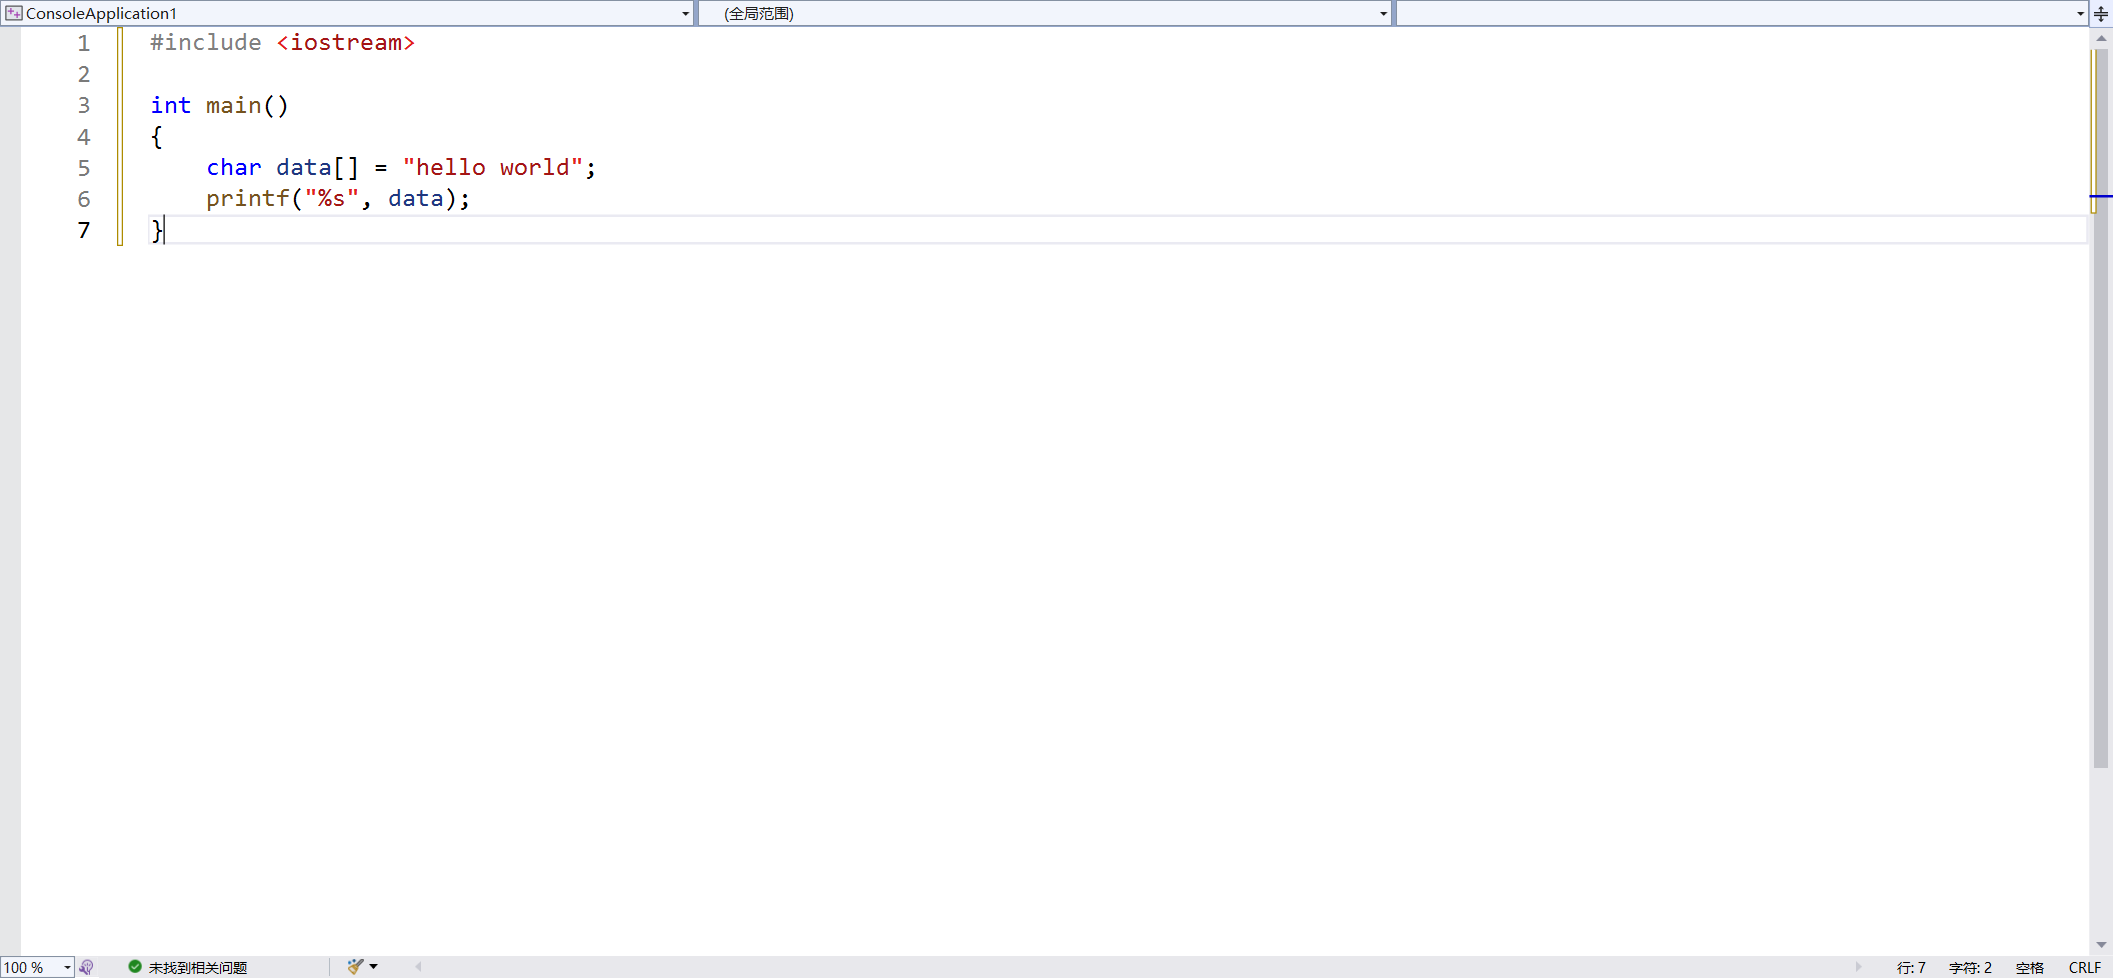 ConsoleApplication1 (全局范围)
1 #include <iostream>
2
3 int main()
4 {
5     char data[] = "hello world";
6     printf("%s", data);
7 }
100 % 未找到相关问题 行: 7 字符: 2 空格 CRLF